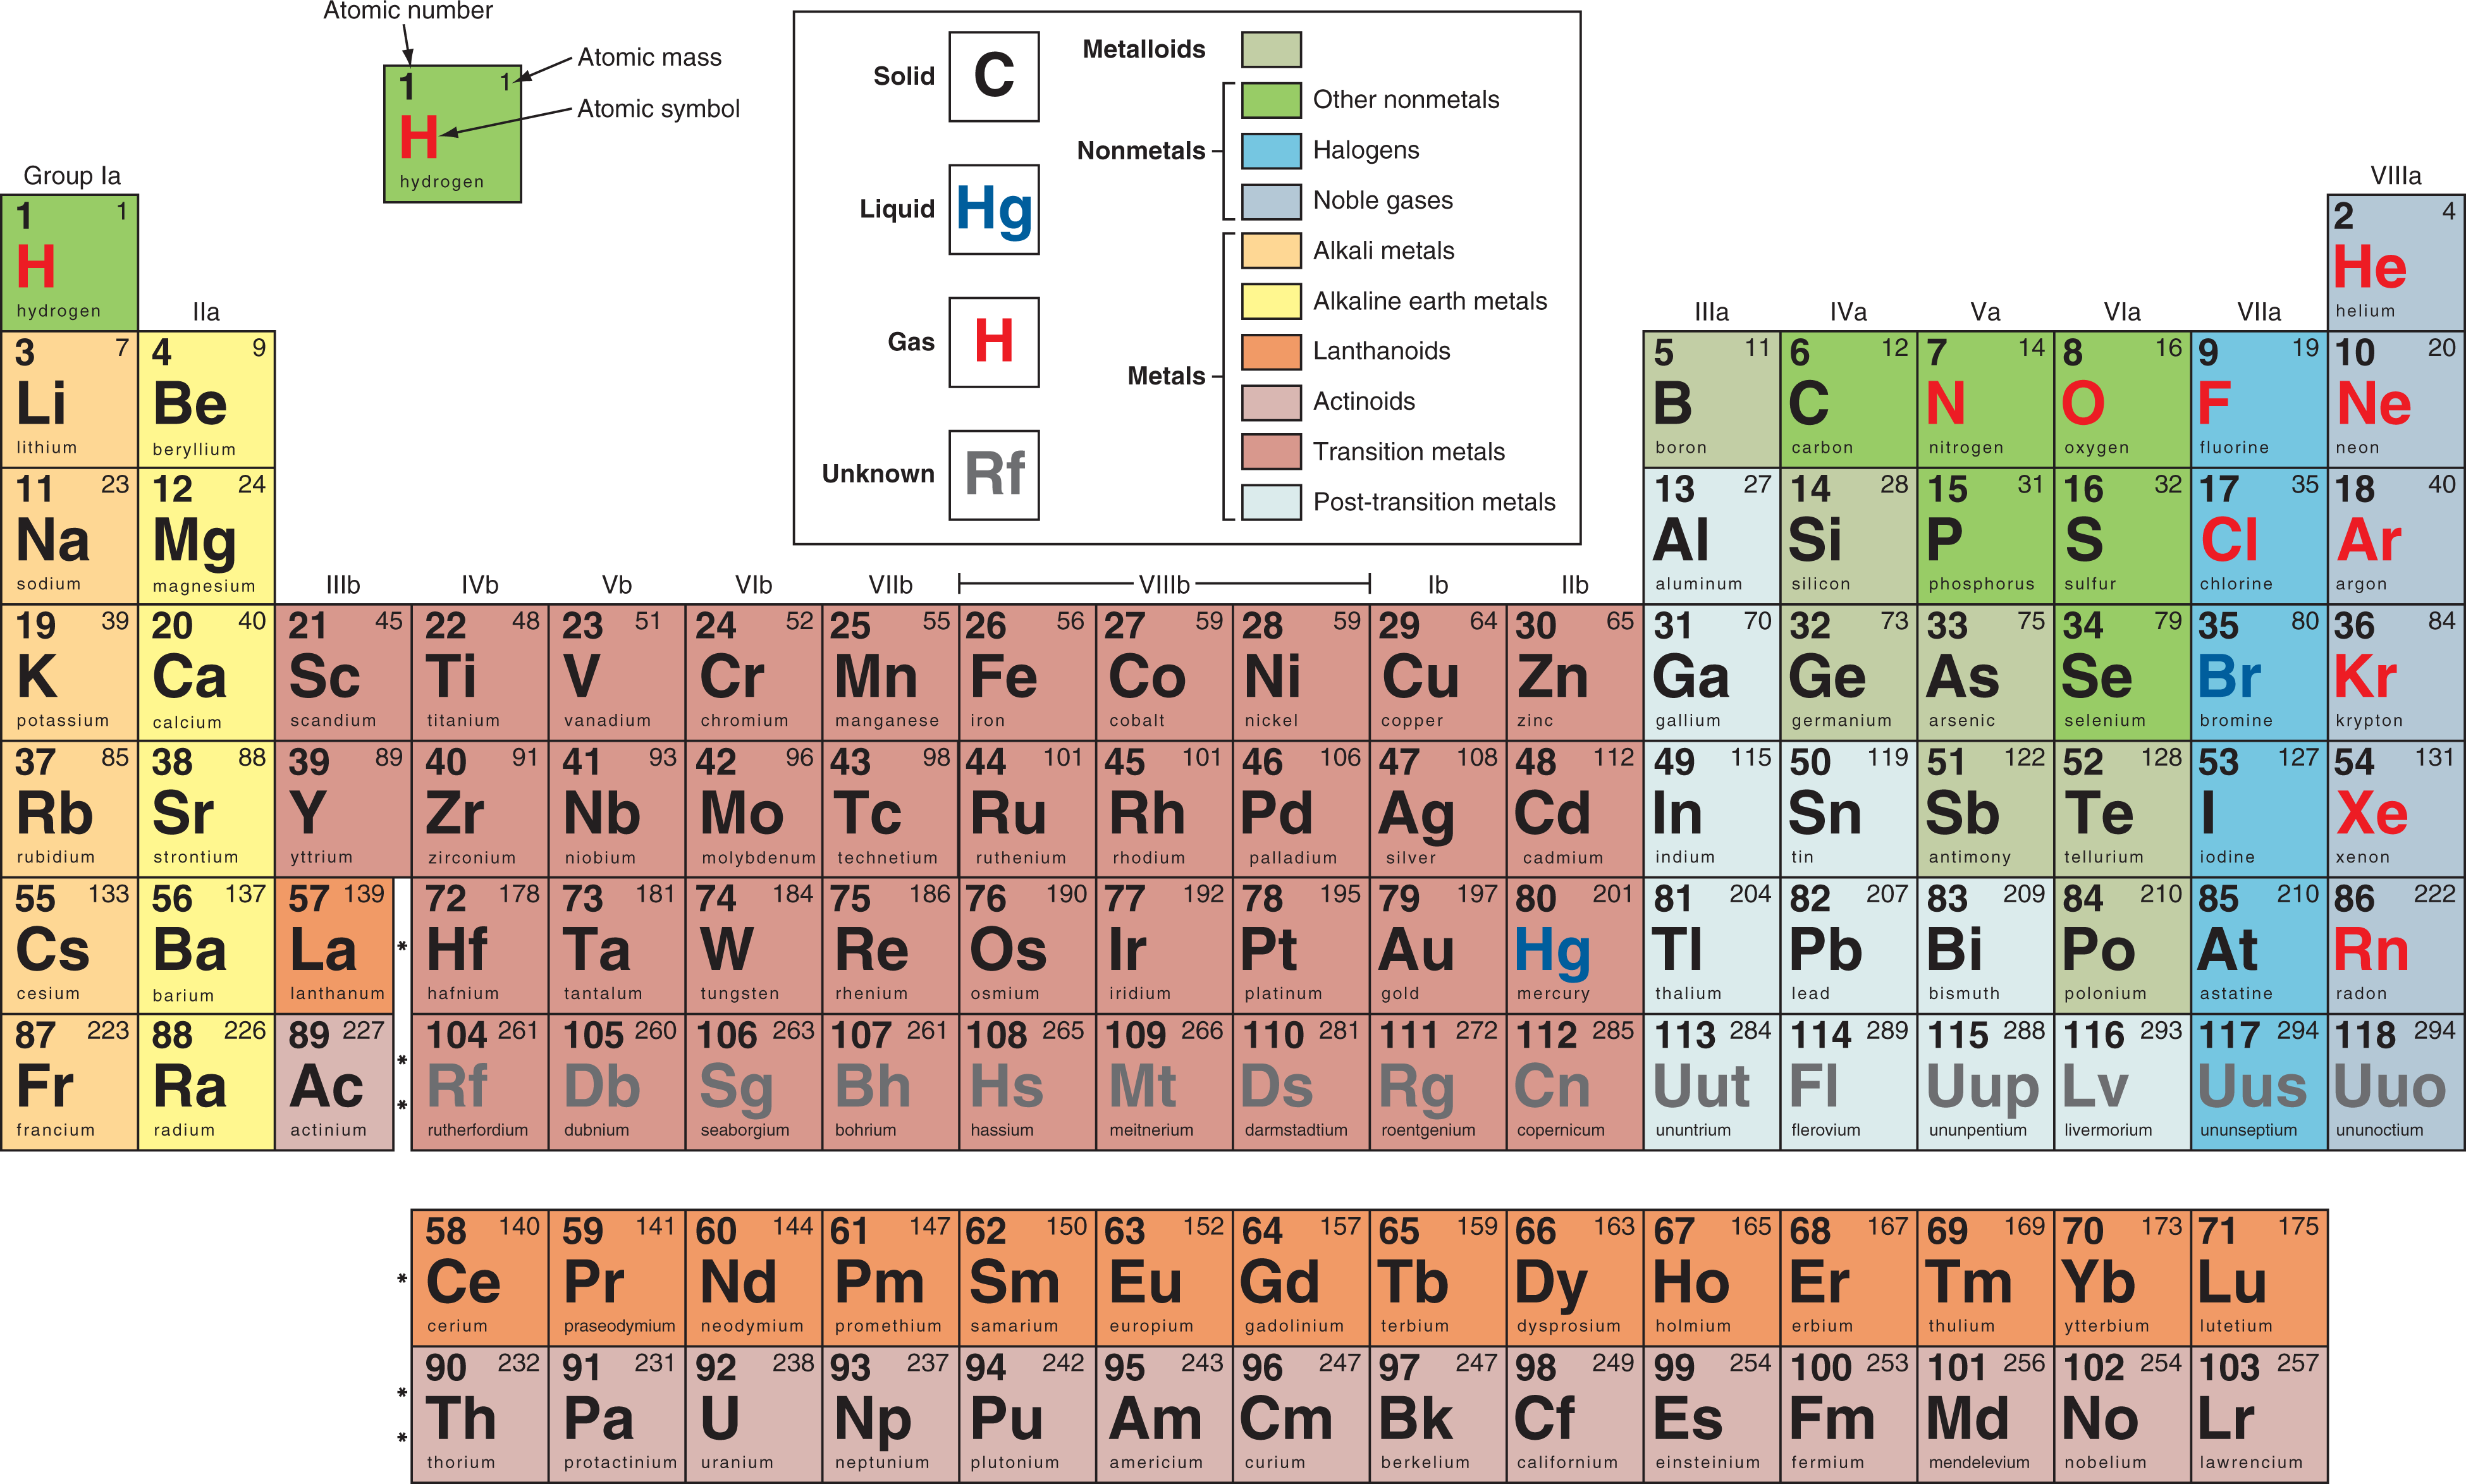 Atomic number
1 1
Atomic mass
H
Atomic symbol
hydrogen
Solid C
Liquid Hg
Gas H
Unknown Rf
Metalloids
Nonmetals
Other nonmetals
Halogens
Noble gases
Metals
Alkali metals
Alkaline earth metals
Lanthanoids
Actinoids
Transition metals
Post-transition metals
Group Ia VIIIa
1 1 2 4
H He
hydrogen helium
IIa IIIa IVa Va VIa VIIa
3 7 4 9 5 11 6 12 7 14 8 16 9 19 10 20
Li Be B C N O F Ne
lithium beryllium boron carbon nitrogen oxygen fluorine neon
11 23 12 24 13 27 14 28 15 31 16 32 17 35 18 40
Na Mg Al Si P S Cl Ar
sodium magnesium aluminum silicon phosphorus sulfur chlorine argon
IIIb IVb Vb VIb VIIb VIIIb Ib IIb
19 39 20 40 21 45 22 48 23 51 24 52 25 55 26 56 27 59 28 59 29 64 30 65 31 70 32 73 33 75 34 79 35 80 36 84
K Ca Sc Ti V Cr Mn Fe Co Ni Cu Zn Ga Ge As Se Br Kr
potassium calcium scandium titanium vanadium chromium manganese iron cobalt nickel copper zinc gallium germanium arsenic selenium bromine krypton
37 85 38 88 39 89 40 91 41 93 42 96 43 98 44 101 45 101 46 106 47 108 48 112 49 115 50 119 51 122 52 128 53 127 54 131
Rb Sr Y Zr Nb Mo Tc Ru Rh Pd Ag Cd In Sn Sb Te I Xe
rubidium strontium yttrium zirconium niobium molybdenum technetium ruthenium rhodium palladium silver cadmium indium tin antimony tellurium iodine xenon
55 133 56 137 57 139 72 178 73 181 74 184 75 186 76 190 77 192 78 195 79 197 80 201 81 204 82 207 83 209 84 210 85 210 86 222
Cs Ba La * Hf Ta W Re Os Ir Pt Au Hg Tl Pb Bi Po At Rn
cesium barium lanthanum hafnium tantalum tungsten rhenium osmium iridium platinum gold mercury thalium lead bismuth polonium astatine radon
87 223 88 226 89 227 104 261 105 260 106 263 107 261 108 265 109 266 110 281 111 272 112 285 113 284 114 289 115 288 116 293 117 294 118 294
Fr Ra Ac * * Rf Db Sg Bh Hs Mt Ds Rg Cn Uut Fl Uup Lv Uus Uuo
francium radium actinium rutherfordium dubnium seaborgium bohrium hassium meitnerium darmstadtium roentgenium copernicum ununtrium flerovium ununpentium livermorium ununseptium ununoctium
58 140 59 141 60 144 61 147 62 150 63 152 64 157 65 159 66 163 67 165 68 167 69 169 70 173 71 175
* Ce Pr Nd Pm Sm Eu Gd Tb Dy Ho Er Tm Yb Lu
cerium praseodymium neodymium promethium samarium europium gadolinium terbium dysprosium holmium erbium thulium ytterbium lutetium
90 232 91 231 92 238 93 237 94 242 95 243 96 247 97 247 98 249 99 254 100 253 101 256 102 254 103 257
* * Th Pa U Np Pu Am Cm Bk Cf Es Fm Md No Lr
thorium protactinium uranium neptunium plutonium americium curium berkelium californium einsteinium fermium mendelevium nobelium lawrencium